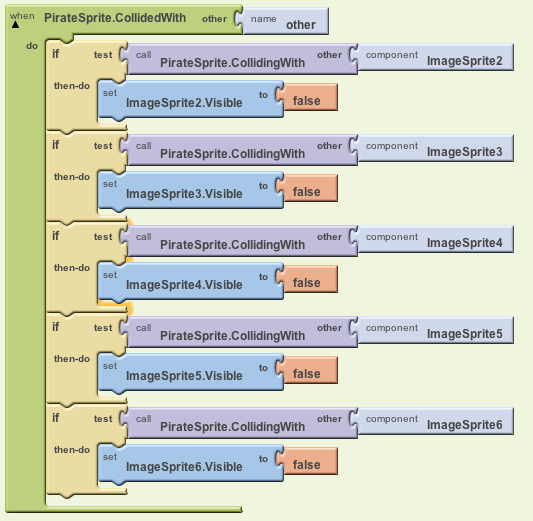 when PirateSprite.CollidedWith other name other
do
if test call PirateSprite.CollidingWith other component ImageSprite2
then-do set ImageSprite2.Visible to false
if test call PirateSprite.CollidingWith other component ImageSprite3
then-do set ImageSprite3.Visible to false
if test call PirateSprite.CollidingWith other component ImageSprite4
then-do set ImageSprite4.Visible to false
if test call PirateSprite.CollidingWith other component ImageSprite5
then-do set ImageSprite5.Visible to false
if test call PirateSprite.CollidingWith other component ImageSprite6
then-do set ImageSprite6.Visible to false